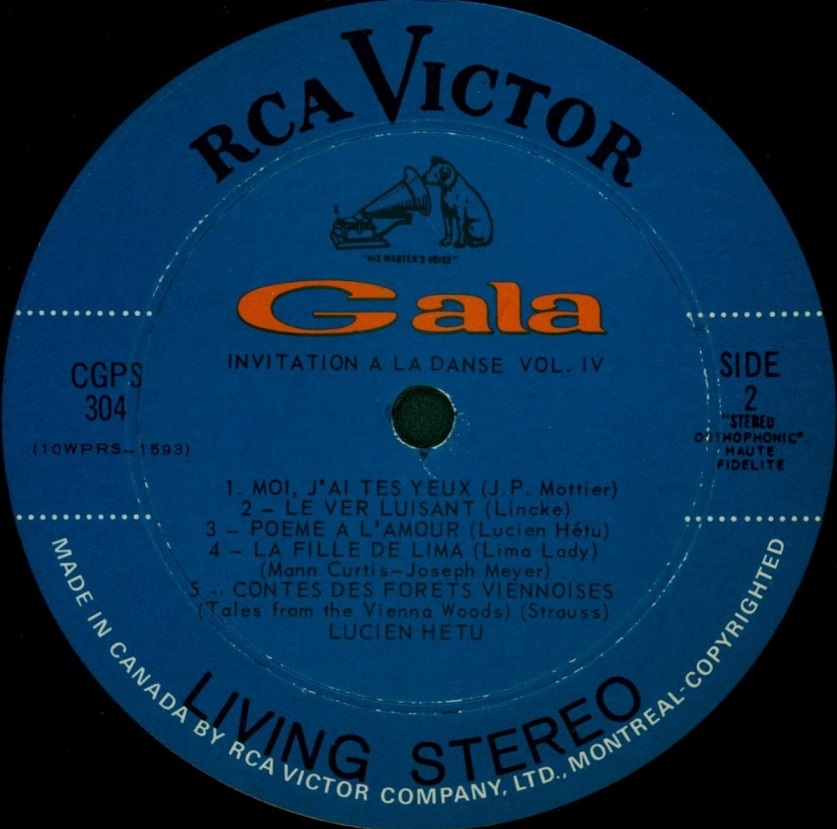 RCA VICTOR
"HIS MASTER'S VOICE"
Gala
INVITATION A LA DANSE VOL. IV
CGPS
304
(10WPRS-1593)
SIDE
2
"STEREO
ORTHOPHONIC"
HAUTE
FIDELITE
1. MOI, J'AI TES YEUX (J.P. Mottier)
2 - LE VER LUISANT (Lincke)
3 - POEME A L'AMOUR (Lucien Hétu)
4 - LA FILLE DE LIMA (Lima Lady)
(Mann Curtis-Joseph Meyer)
5 - CONTES DES FORETS VIENNOISES
(Tales from the Vienna Woods) (Strauss)
LUCIEN HETU
LIVING STEREO
MADE IN CANADA BY RCA VICTOR COMPANY, LTD., MONTREAL-COPYRIGHTED